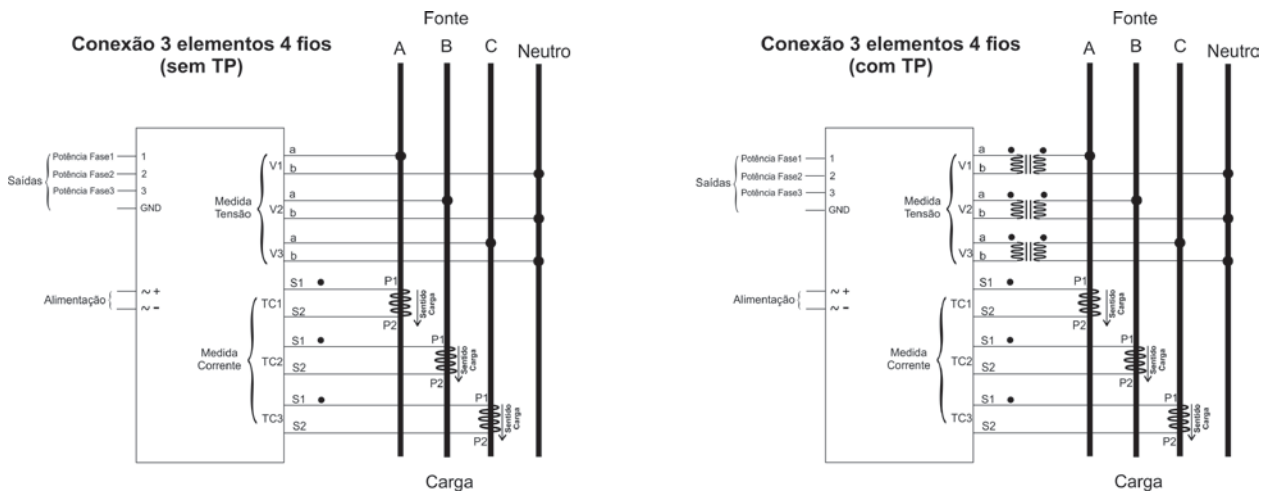 Fonte
Conexão 3 elementos 4 fios
(sem TP)
A
B
C
Neutro
Saídas
Potência Fase1
1
Potência Fase2
2
Potência Fase3
3
GND
Medida
Tensão
V1
a
b
V2
a
b
V3
a
b
Alimentação
~ +
~ -
Medida
Corrente
TC1
S1
S2
P1
P2
Sentido
Carga
TC2
S1
S2
P1
P2
Sentido
Carga
TC3
S1
S2
P1
P2
Sentido
Carga
Carga
Fonte
Conexão 3 elementos 4 fios
(com TP)
A
B
C
Neutro
Saídas
Potência Fase1
1
Potência Fase2
2
Potência Fase3
3
GND
Medida
Tensão
V1
a
b
V2
a
b
V3
a
b
Alimentação
~ +
~ -
Medida
Corrente
TC1
S1
S2
P1
P2
Sentido
Carga
TC2
S1
S2
P1
P2
Sentido
Carga
TC3
S1
S2
P1
P2
Sentido
Carga
Carga